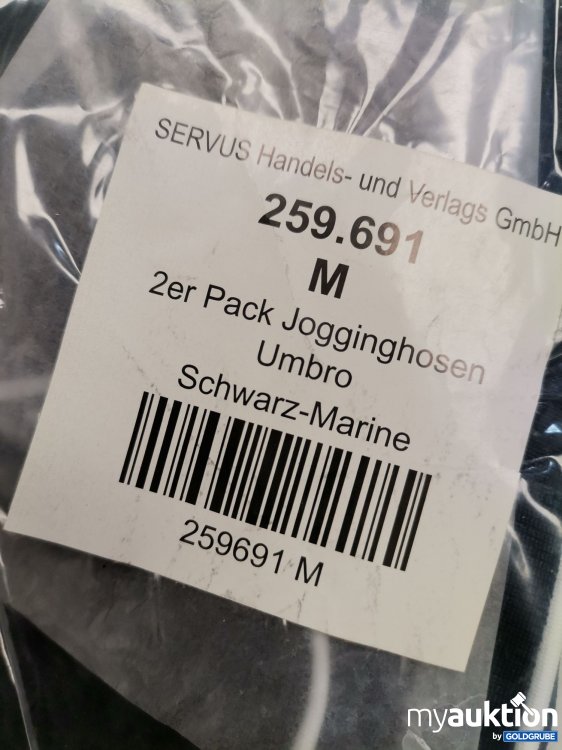 SERVUS Handels- und Verlags GmbH
259.691
M
2er Pack Jogginghosen
Umbro
Schwarz-Marine
259691 M
myauktion
by GOLDGRUBE